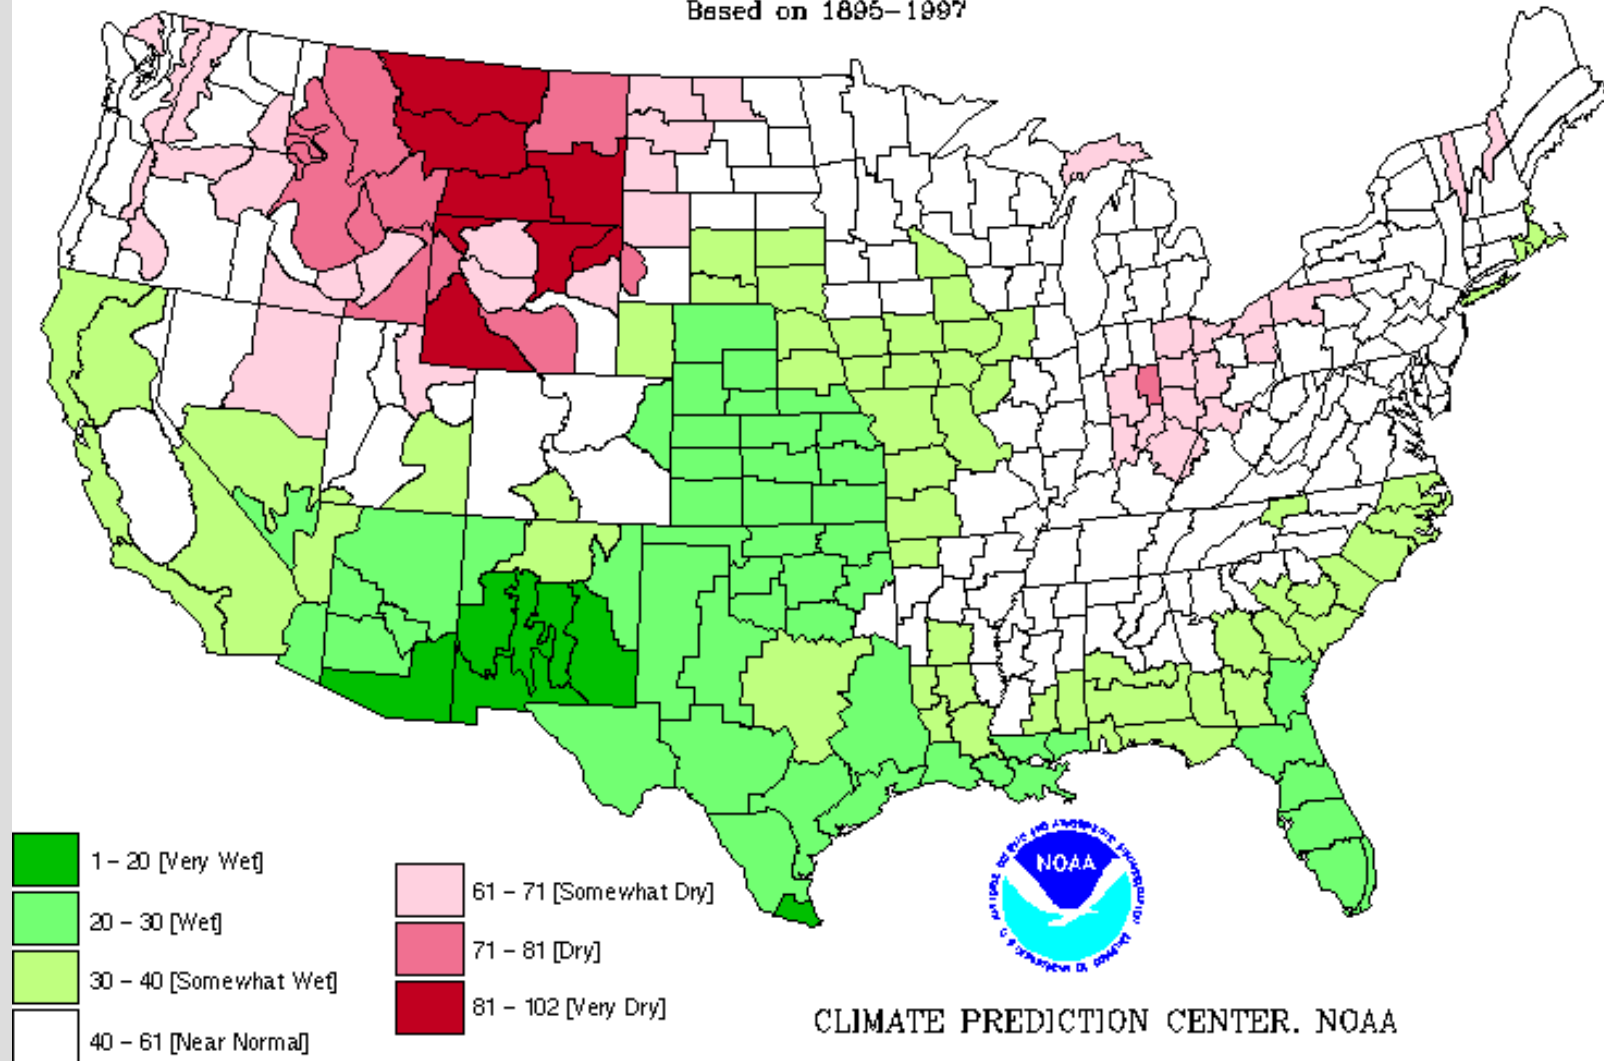 Based on 1895-1997
1 - 20 [Very Wet]
20 - 30 [Wet]
30 - 40 [Somewhat Wet]
40 - 61 [Near Normal]
61 - 71 [Somewhat Dry]
71 - 81 [Dry]
81 - 102 [Very Dry]
NOAA
CLIMATE PREDICTION CENTER. NOAA